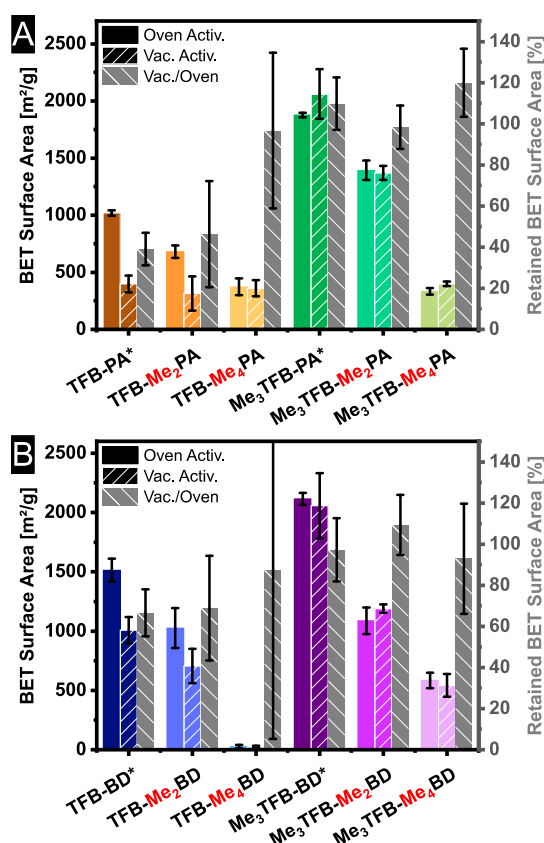 A
Oven Activ.
Vac. Activ.
Vac./Oven
BET Surface Area [m²/g]
2500
2000
1500
1000
500
0
Retained BET Surface Area [%]
140
120
100
80
60
40
20
0
TFB-PA*
TFB-Me₂PA
TFB-Me₄PA
Me₃TFB-PA*
Me₃TFB-Me₂PA
Me₃TFB-Me₄PA
B
Oven Activ.
Vac. Activ.
Vac./Oven
BET Surface Area [m²/g]
2500
2000
1500
1000
500
0
Retained BET Surface Area [%]
140
120
100
80
60
40
20
0
TFB-BD*
TFB-Me₂BD
TFB-Me₄BD
Me₃TFB-BD*
Me₃TFB-Me₂BD
Me₃TFB-Me₄BD